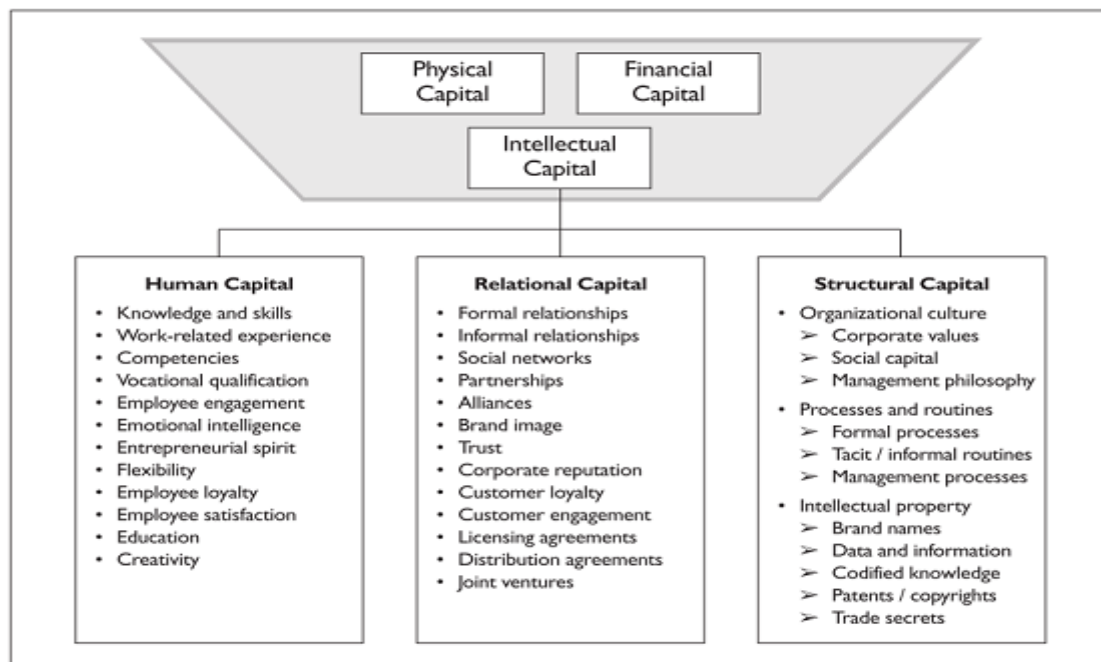 Physical
Capital
Financial
Capital
Intellectual
Capital
Human Capital
• Knowledge and skills
• Work-related experience
• Competencies
• Vocational qualification
• Employee engagement
• Emotional intelligence
• Entrepreneurial spirit
• Flexibility
• Employee loyalty
• Employee satisfaction
• Education
• Creativity
Relational Capital
• Formal relationships
• Informal relationships
• Social networks
• Partnerships
• Alliances
• Brand image
• Trust
• Corporate reputation
• Customer loyalty
• Customer engagement
• Licensing agreements
• Distribution agreements
• Joint ventures
Structural Capital
• Organizational culture
➢ Corporate values
➢ Social capital
➢ Management philosophy
• Processes and routines
➢ Formal processes
➢ Tacit / informal routines
➢ Management processes
• Intellectual property
➢ Brand names
➢ Data and information
➢ Codified knowledge
➢ Patents / copyrights
➢ Trade secrets